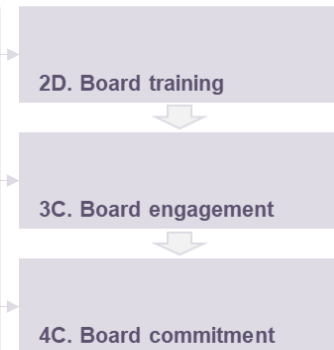 2D. Board training
3C. Board engagement
4C. Board commitment